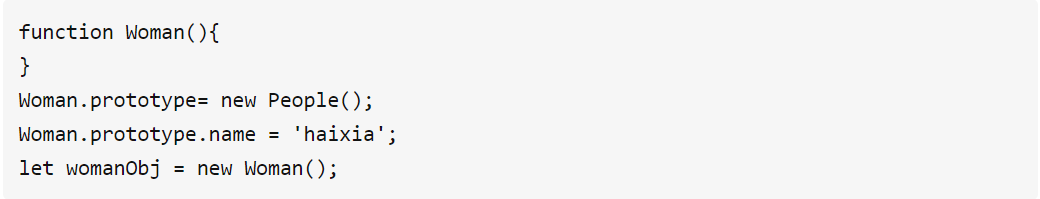 function Woman(){
}
Woman.prototype= new People();
Woman.prototype.name = 'haixia';
let womanObj = new Woman();